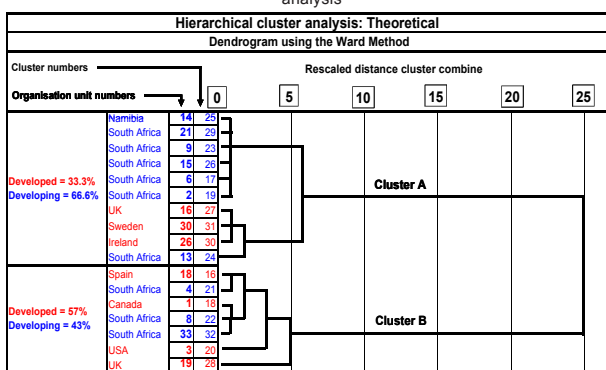 analysis
Hierarchical cluster analysis: Theoretical
Dendrogram using the Ward Method
Cluster numbers
Rescaled distance cluster combine
Organisation unit numbers
0 5 10 15 20 25
Namibia 14 25
South Africa 21 29
South Africa 9 23
South Africa 15 26
Developed = 33.3% South Africa 6 17
Developing = 66.6% South Africa 2 19
Cluster A
UK 16 27
Sweden 30 31
Ireland 26 30
South Africa 13 24
Spain 18 16
South Africa 4 21
Canada 1 18
Developed = 57%
South Africa 8 22
Developing = 43%
South Africa 33 32
Cluster B
USA 3 20
UK 19 28